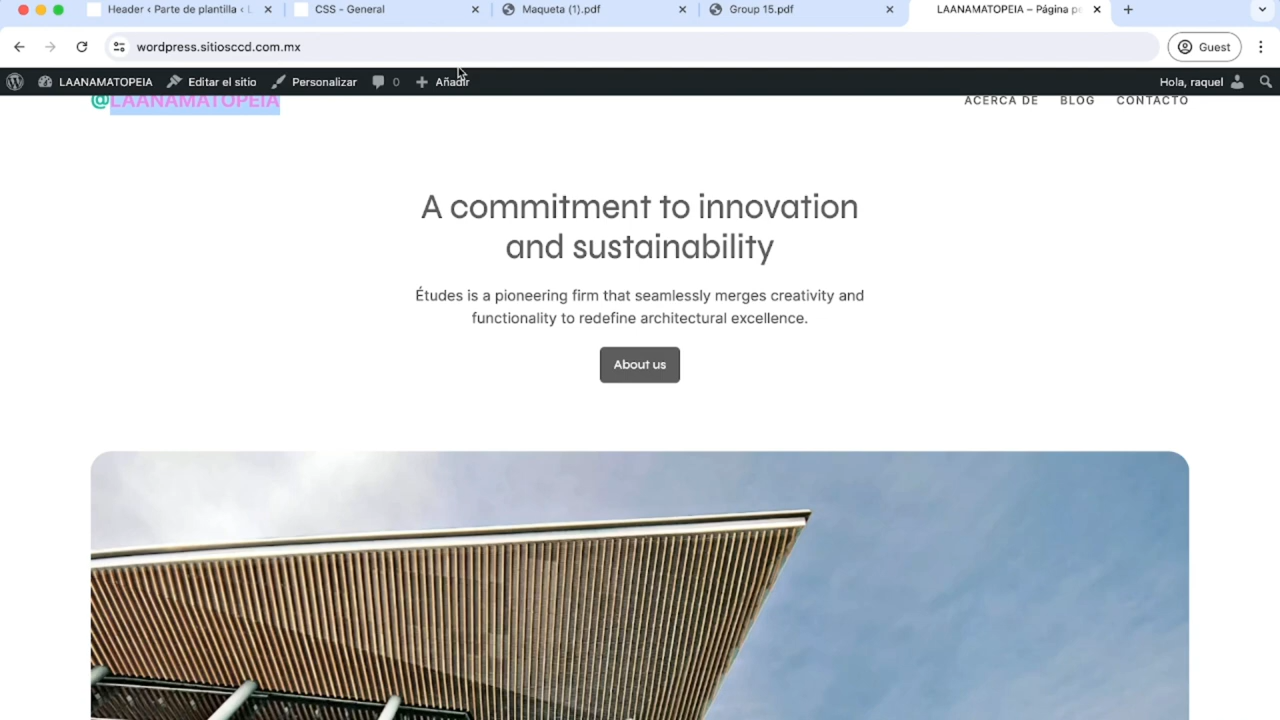 Header ‹ Parte de plantilla ‹ L
CSS - General
Maqueta (1).pdf
Group 15.pdf
LAANAMATOPEIA – Página pe
wordpress.sitiosccd.com.mx
Guest
LAANAMATOPEIA
Editar el sitio
Personalizar
0
Añadir
Hola, raquel
@LAANAMATOPEIA
ACERCA DE
BLOG
CONTACTO
A commitment to innovation
and sustainability
Études is a pioneering firm that seamlessly merges creativity and
functionality to redefine architectural excellence.
About us